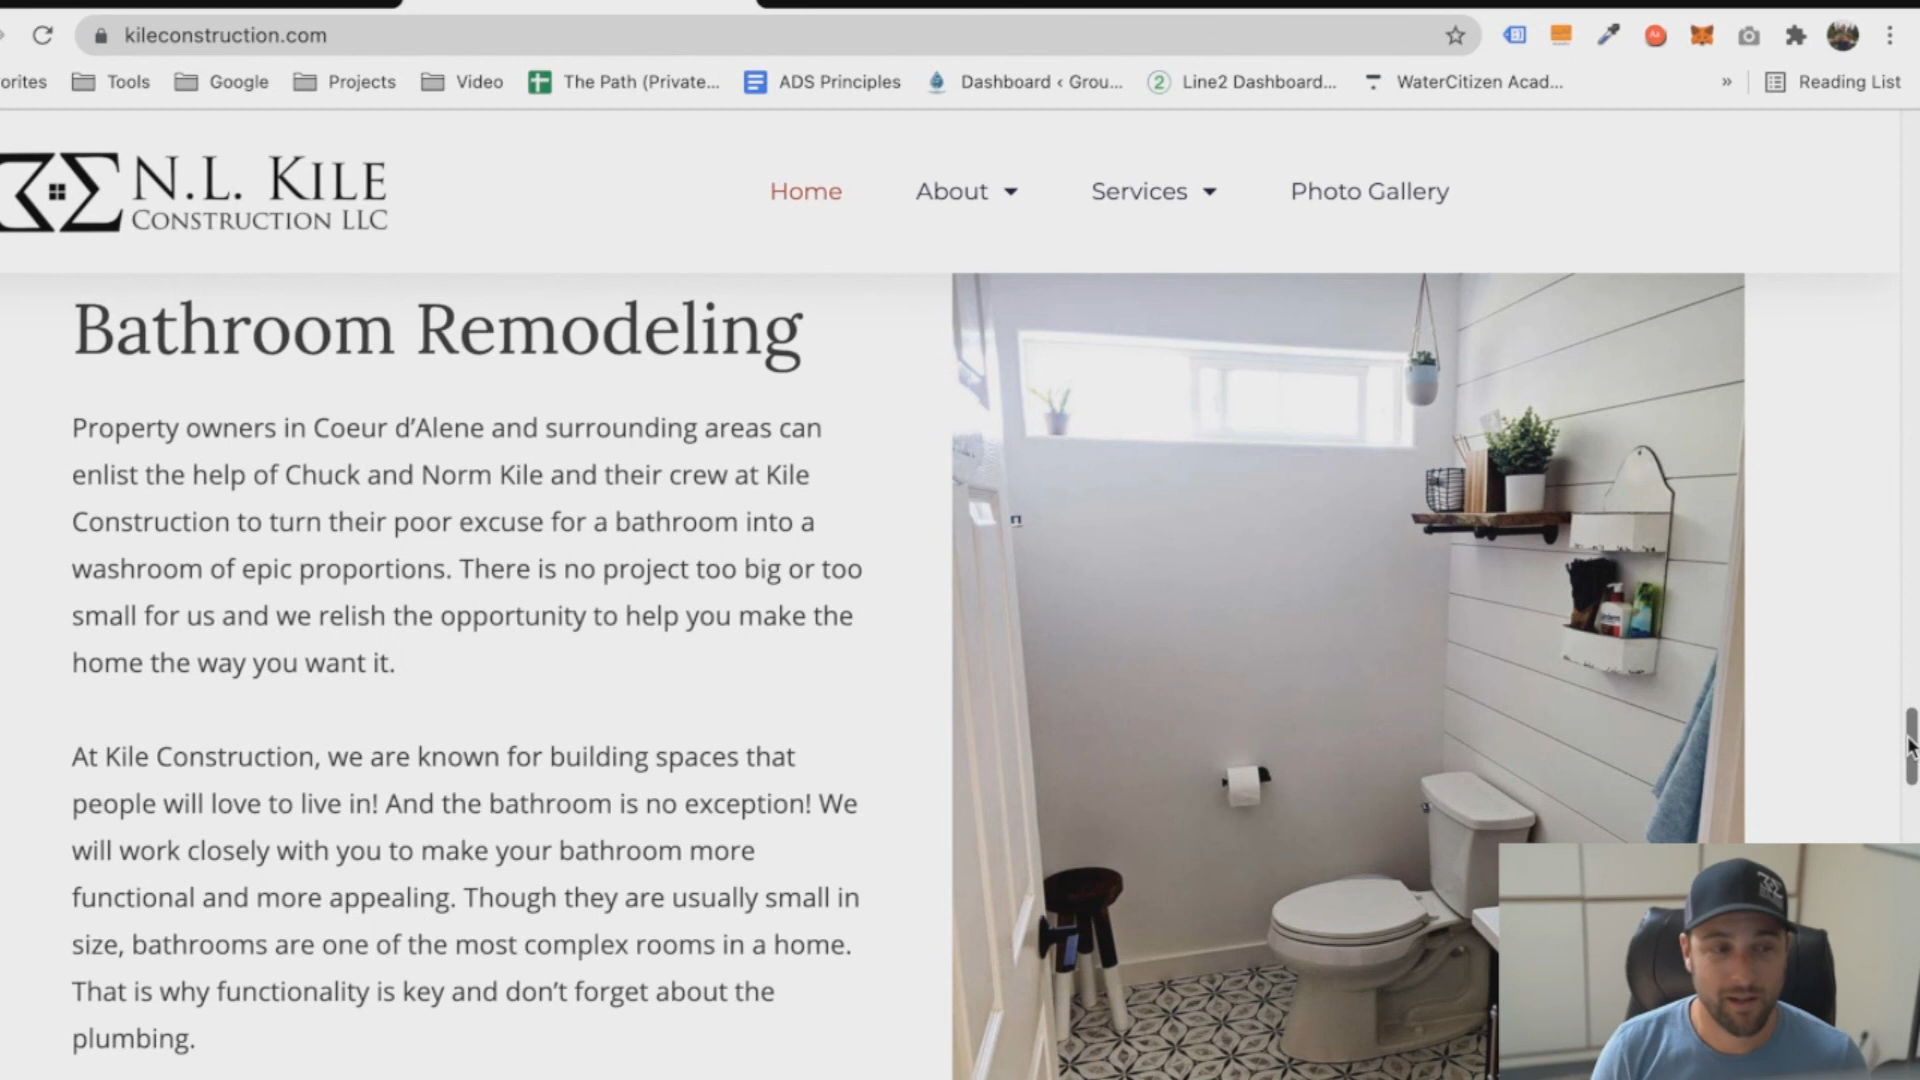 kileconstruction.com
orites Tools Google Projects Video The Path (Private... ADS Principles Dashboard < Grou... Line2 Dashboard... WaterCitizen Acad... » Reading List
N.L. KILE
CONSTRUCTION LLC
Home About Services Photo Gallery
Bathroom Remodeling
Property owners in Coeur d’Alene and surrounding areas can
enlist the help of Chuck and Norm Kile and their crew at Kile
Construction to turn their poor excuse for a bathroom into a
washroom of epic proportions. There is no project too big or too
small for us and we relish the opportunity to help you make the
home the way you want it.
At Kile Construction, we are known for building spaces that
people will love to live in! And the bathroom is no exception! We
will work closely with you to make your bathroom more
functional and more appealing. Though they are usually small in
size, bathrooms are one of the most complex rooms in a home.
That is why functionality is key and don’t forget about the
plumbing.